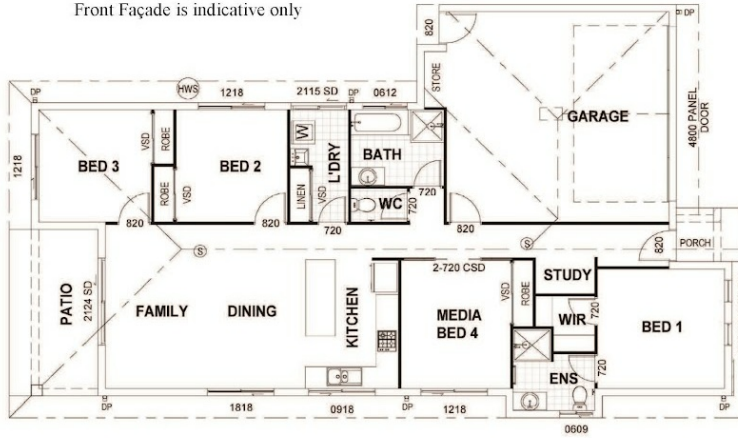 Front Façade is indicative only
DP
820
HWS
1218
2115 SD
DP
0612
STORE
GARAGE
4800 PANEL
DOOR
1218
BED 3
VSD
ROBE
ROBE
VSD
BED 2
W
LINEN
VSD
L'DRY
BATH
720
WC
720
820
820
720
820
820
PORCH
S
S
PATIO
2124 SD
FAMILY
DINING
KITCHEN
2-720 CSD
MEDIA
BED 4
VSD
ROBE
STUDY
WIR
720
BED 1
720
ENS
DP
1818
0918
DP
1218
0609
DP
DP